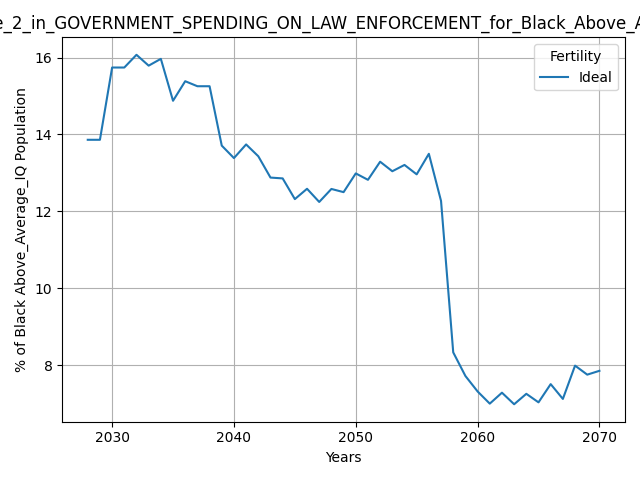 e_2_in_GOVERNMENT_SPENDING_ON_LAW_ENFORCEMENT_for_Black_Above_A
Fertility
Ideal
% of Black Above_Average_IQ Population
16
14
12
10
8
2030 2040 2050 2060 2070
Years